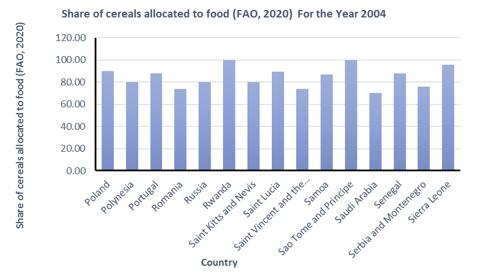 Share of cereals allocated to food (FAO, 2020)  For the Year 2004
Share of cereals allocated to food (FAO, 2020)
120.00
100.00
80.00
60.00
40.00
20.00
0.00
Poland
Polynesia
Portugal
Romania
Russia
Rwanda
Saint Kitts and Nevis
Saint Lucia
Saint Vincent and the...
Samoa
Sao Tome and Principe
Saudi Arabia
Senegal
Serbia and Montenegro
Sierra Leone
Country